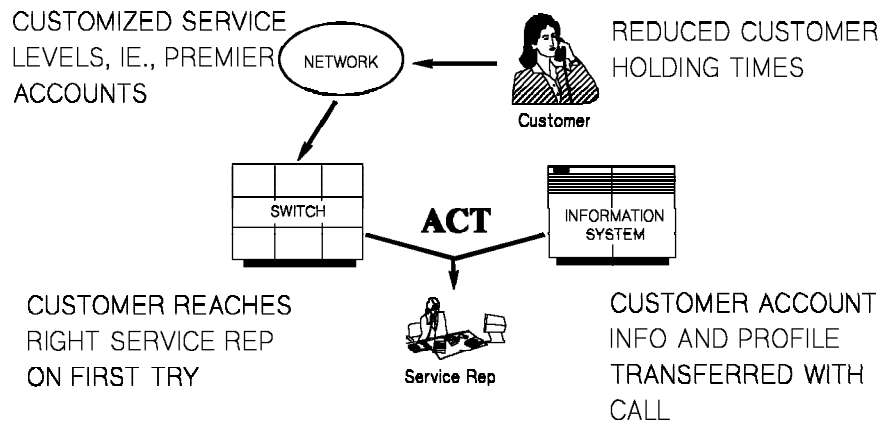 CUSTOMIZED SERVICE
LEVELS, IE., PREMIER
ACCOUNTS
NETWORK
REDUCED CUSTOMER
HOLDING TIMES
Customer
SWITCH
ACT
INFORMATION
SYSTEM
CUSTOMER REACHES
RIGHT SERVICE REP
ON FIRST TRY
Service Rep
CUSTOMER ACCOUNT
INFO AND PROFILE
TRANSFERRED WITH
CALL